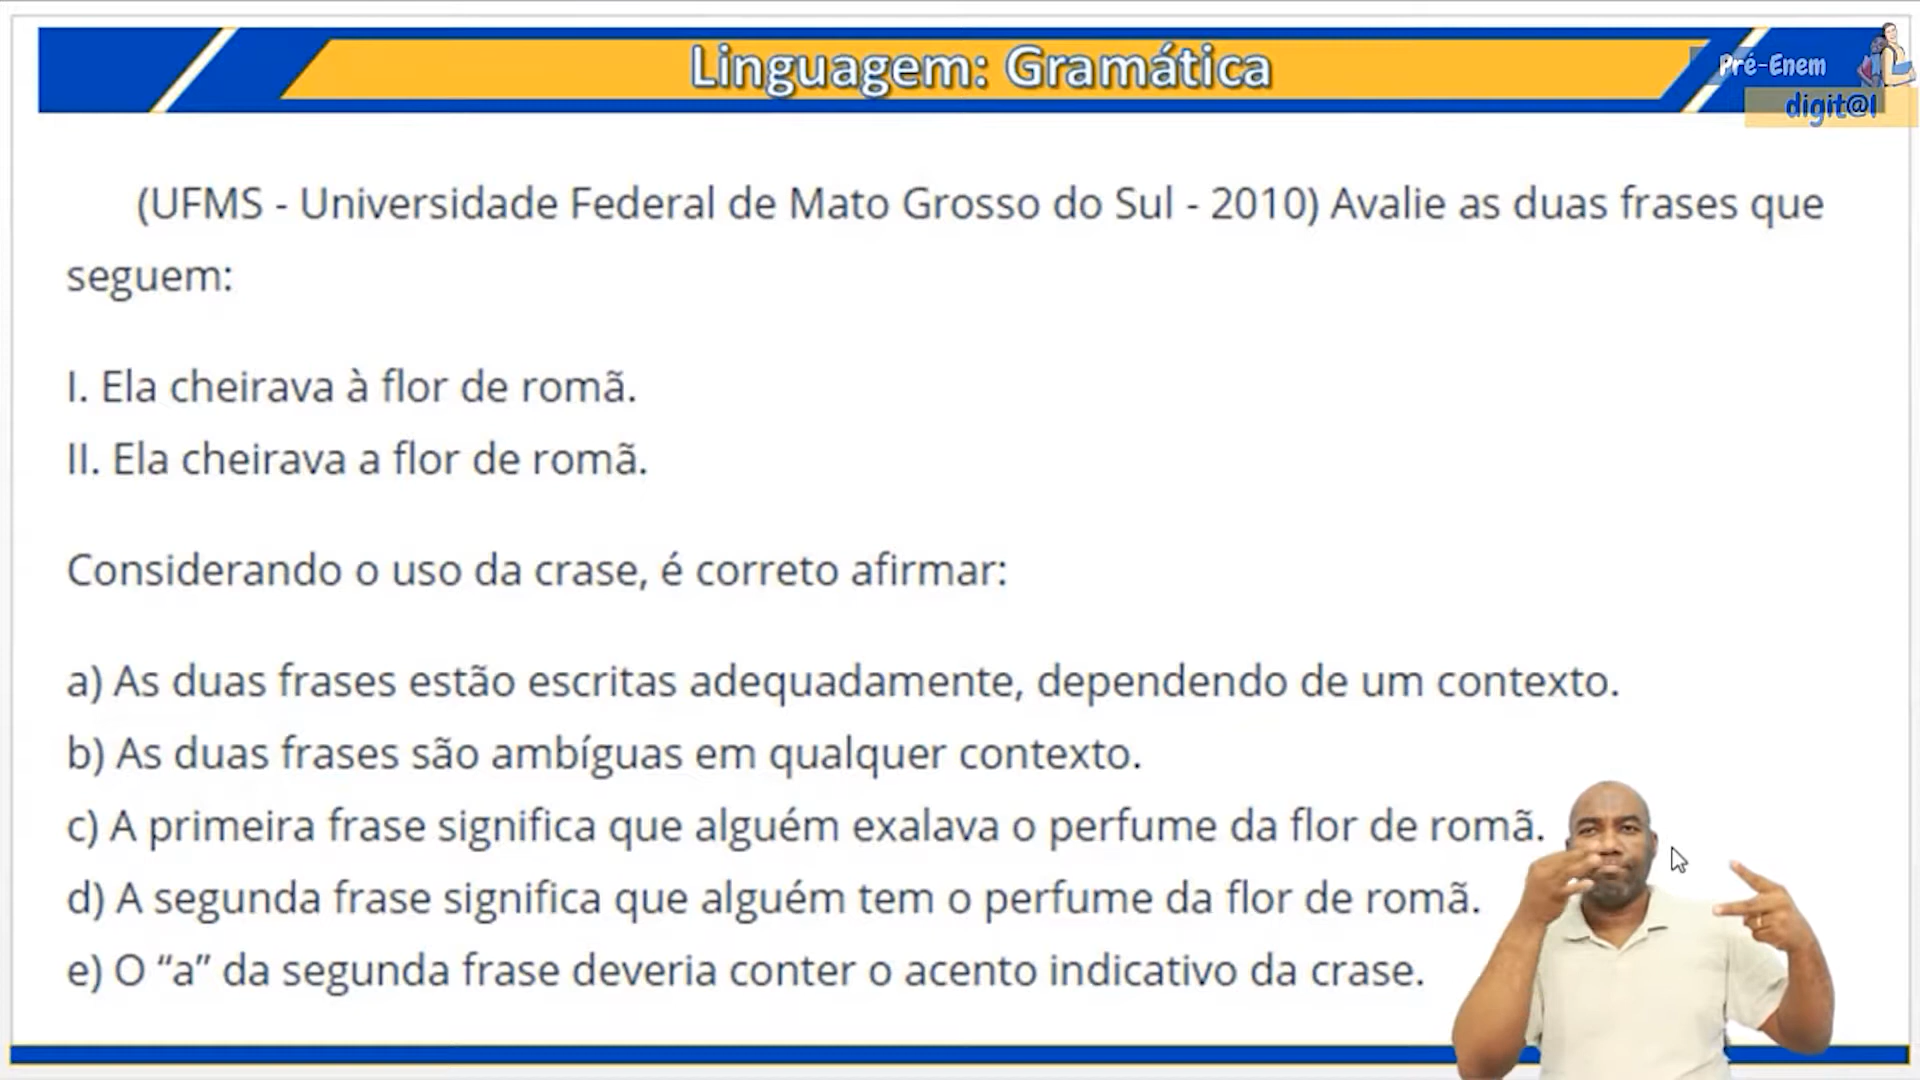 Linguagem: Gramática
Pré-Enem
digit@l
(UFMS - Universidade Federal de Mato Grosso do Sul - 2010) Avalie as duas frases que
seguem:
I. Ela cheirava à flor de romã.
II. Ela cheirava a flor de romã.
Considerando o uso da crase, é correto afirmar:
a) As duas frases estão escritas adequadamente, dependendo de um contexto.
b) As duas frases são ambíguas em qualquer contexto.
c) A primeira frase significa que alguém exalava o perfume da flor de romã.
d) A segunda frase significa que alguém tem o perfume da flor de romã.
e) O “a” da segunda frase deveria conter o acento indicativo da crase.